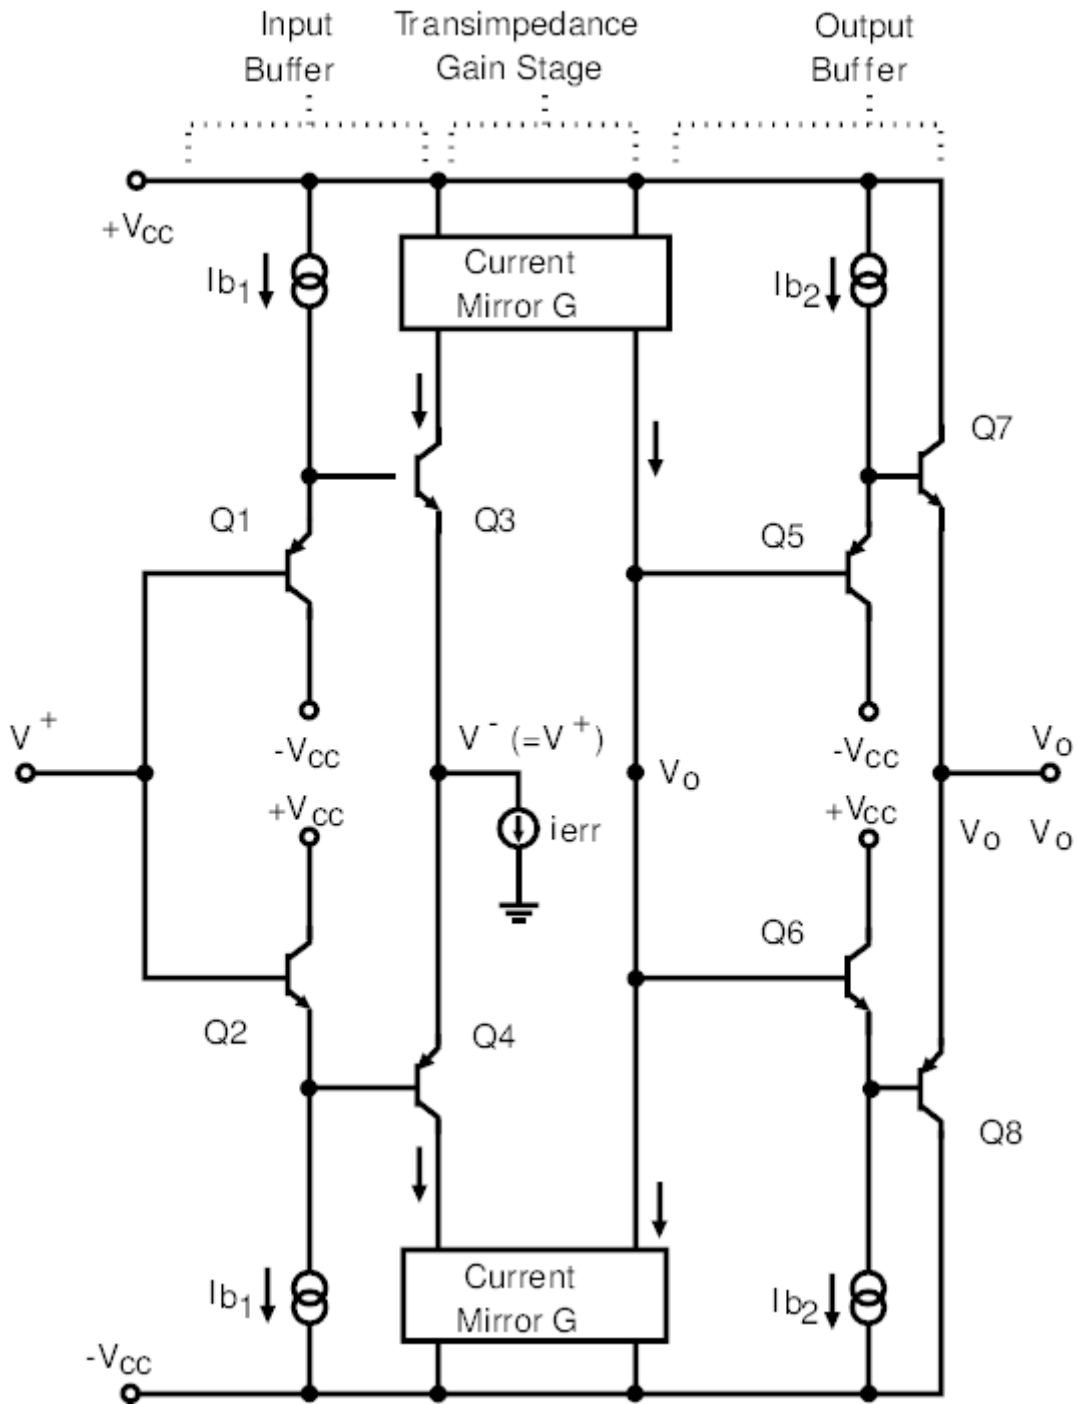 Input
Buffer
Transimpedance
Gain Stage
Output
Buffer
+VCC
Ib1
Current
Mirror G
Ib2
Q7
Q1
Q3
Q5
V+
-VCC
V- (=V+)
Vo
-VCC
Vo
+VCC
ierr
+VCC
Vo
Vo
Q6
Q2
Q4
Q8
Ib1
Current
Mirror G
Ib2
-VCC